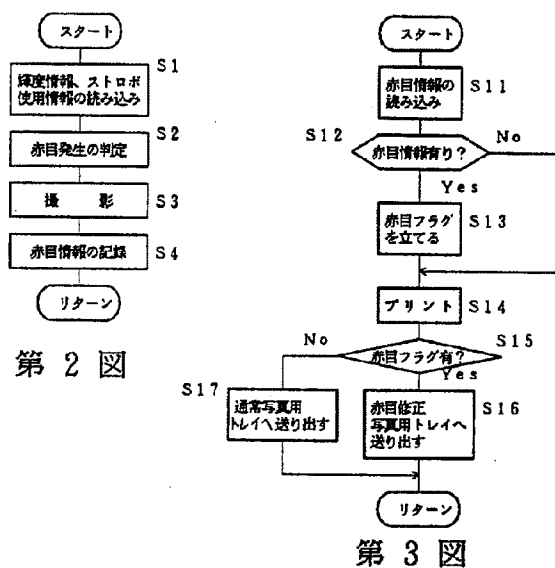 スタート
S1
輝度情報、ストロボ
使用情報の読み込み
S2
赤目発生の判定
撮 影
S3
赤目情報の記録
S4
リターン
第 2 図
スタート
赤目情報の
読み込み
S11
S12
赤目情報有り?
No
Yes
赤目フラグ
を立てる
S13
プリント
S14
S15
赤目フラグ有?
No
Yes
S17
通常写真用
トレイへ送り出す
赤目修正
写真用トレイへ
送り出す
S16
リターン
第 3 図